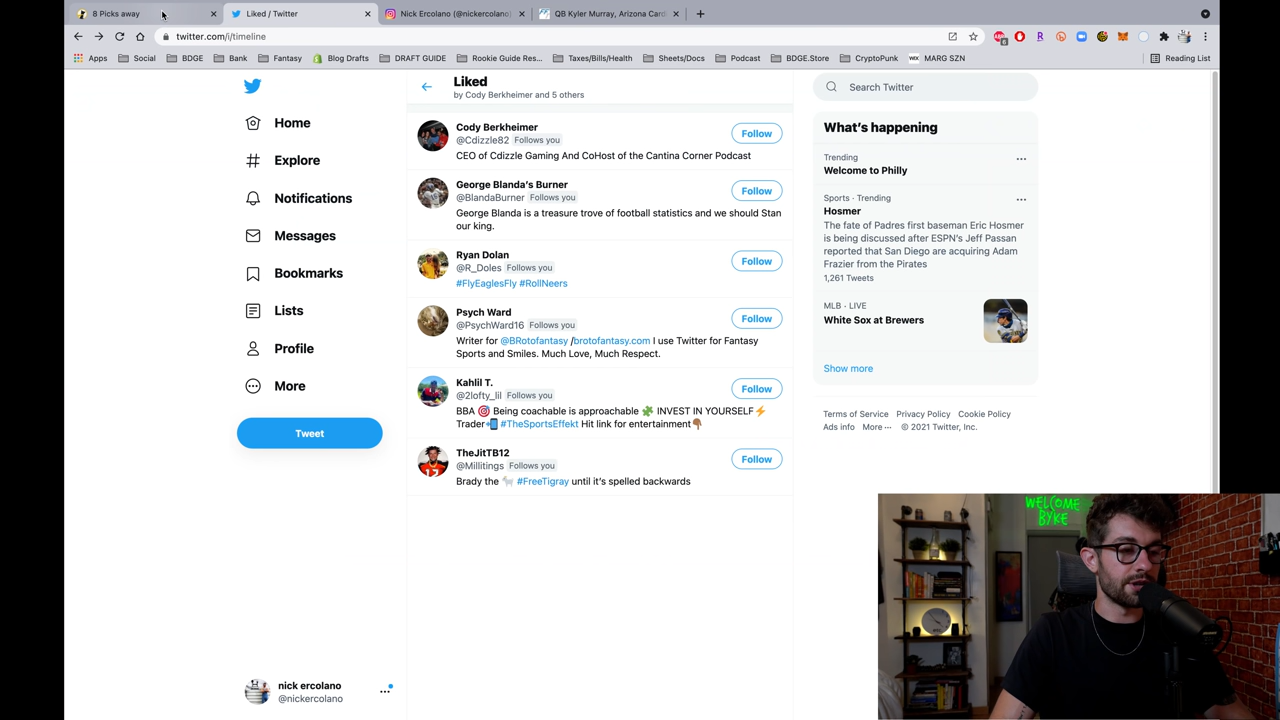 8 Picks away
Liked / Twitter
Nick Ercolano (@nickercolano)
QB Kyler Murray, Arizona Card
twitter.com/i/timeline
Apps Social BDGE Bank Fantasy Blog Drafts DRAFT GUIDE Rookie Guide Res... Taxes/Bills/Health Sheets/Docs Podcast BDGE.Store CryptoPunk MARG SZN Reading List
Home
Explore
Notifications
Messages
Bookmarks
Lists
Profile
More
Tweet
nick ercolano
@nickercolano
Liked
by Cody Berkheimer and 5 others
Cody Berkheimer
@Cdizzle82 Follows you
Follow
CEO of Cdizzle Gaming And CoHost of the Cantina Corner Podcast
George Blanda's Burner
@BlandaBurner Follows you
Follow
George Blanda is a treasure trove of football statistics and we should Stan
our king.
Ryan Dolan
@R_Doles Follows you
Follow
#FlyEaglesFly #RollNeers
Psych Ward
@PsychWard16 Follows you
Follow
Writer for @BRotofantasy /brotofantasy.com I use Twitter for Fantasy
Sports and Smiles. Much Love, Much Respect.
Kahlil T.
@2lofty_lil Follows you
Follow
BBA 🎯 Being coachable is approachable 🧩 INVEST IN YOURSELF⚡
Trader📲 #TheSportsEffekt Hit link for entertainment👇🏾
TheJitTB12
@Millitings Follows you
Follow
Brady the 🐐 #FreeTigray until it's spelled backwards
Search Twitter
What's happening
Trending
Welcome to Philly
Sports · Trending
Hosmer
The fate of Padres first baseman Eric Hosmer
is being discussed after ESPN's Jeff Passan
reported that San Diego are acquiring Adam
Frazier from the Pirates
1,261 Tweets
MLB · LIVE
White Sox at Brewers
Show more
Terms of Service Privacy Policy Cookie Policy
Ads info More ··· © 2021 Twitter, Inc.
WELCOME
BYKE